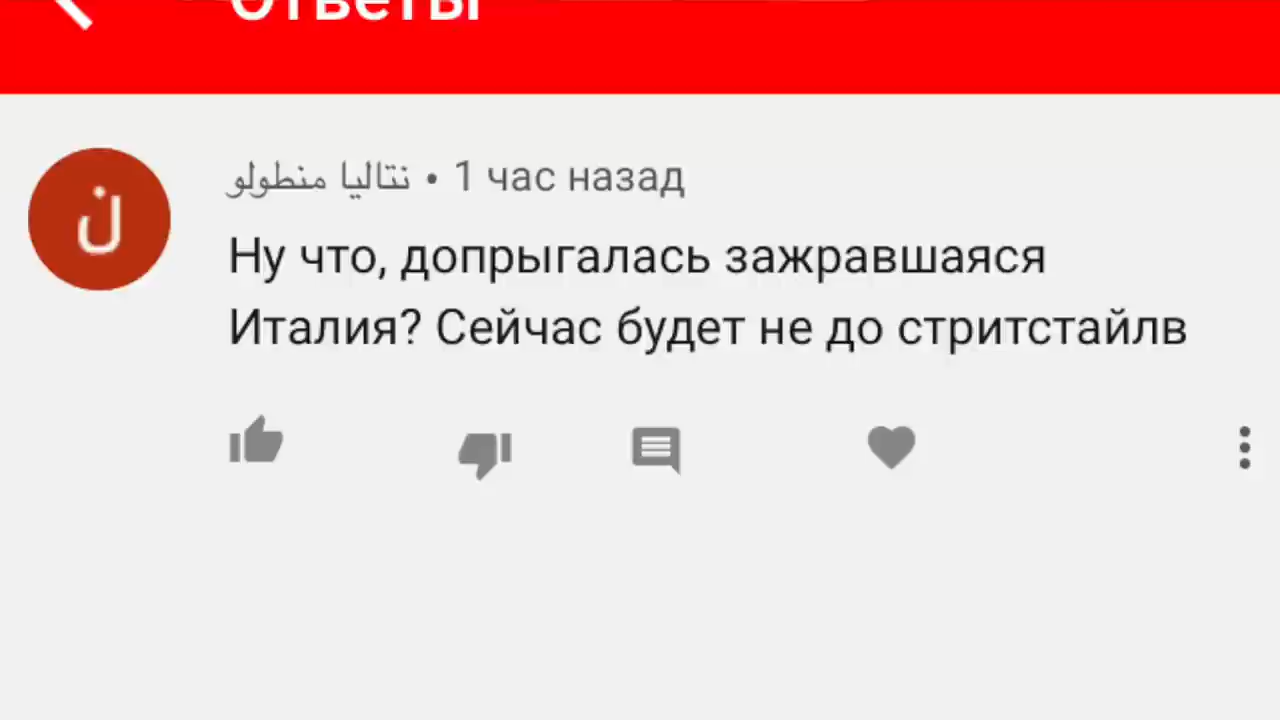 Ответы
نتاليا منطولو • 1 час назад
ن
Ну что, допрыгалась зажравшаяся
Италия? Сейчас будет не до стритстайлв